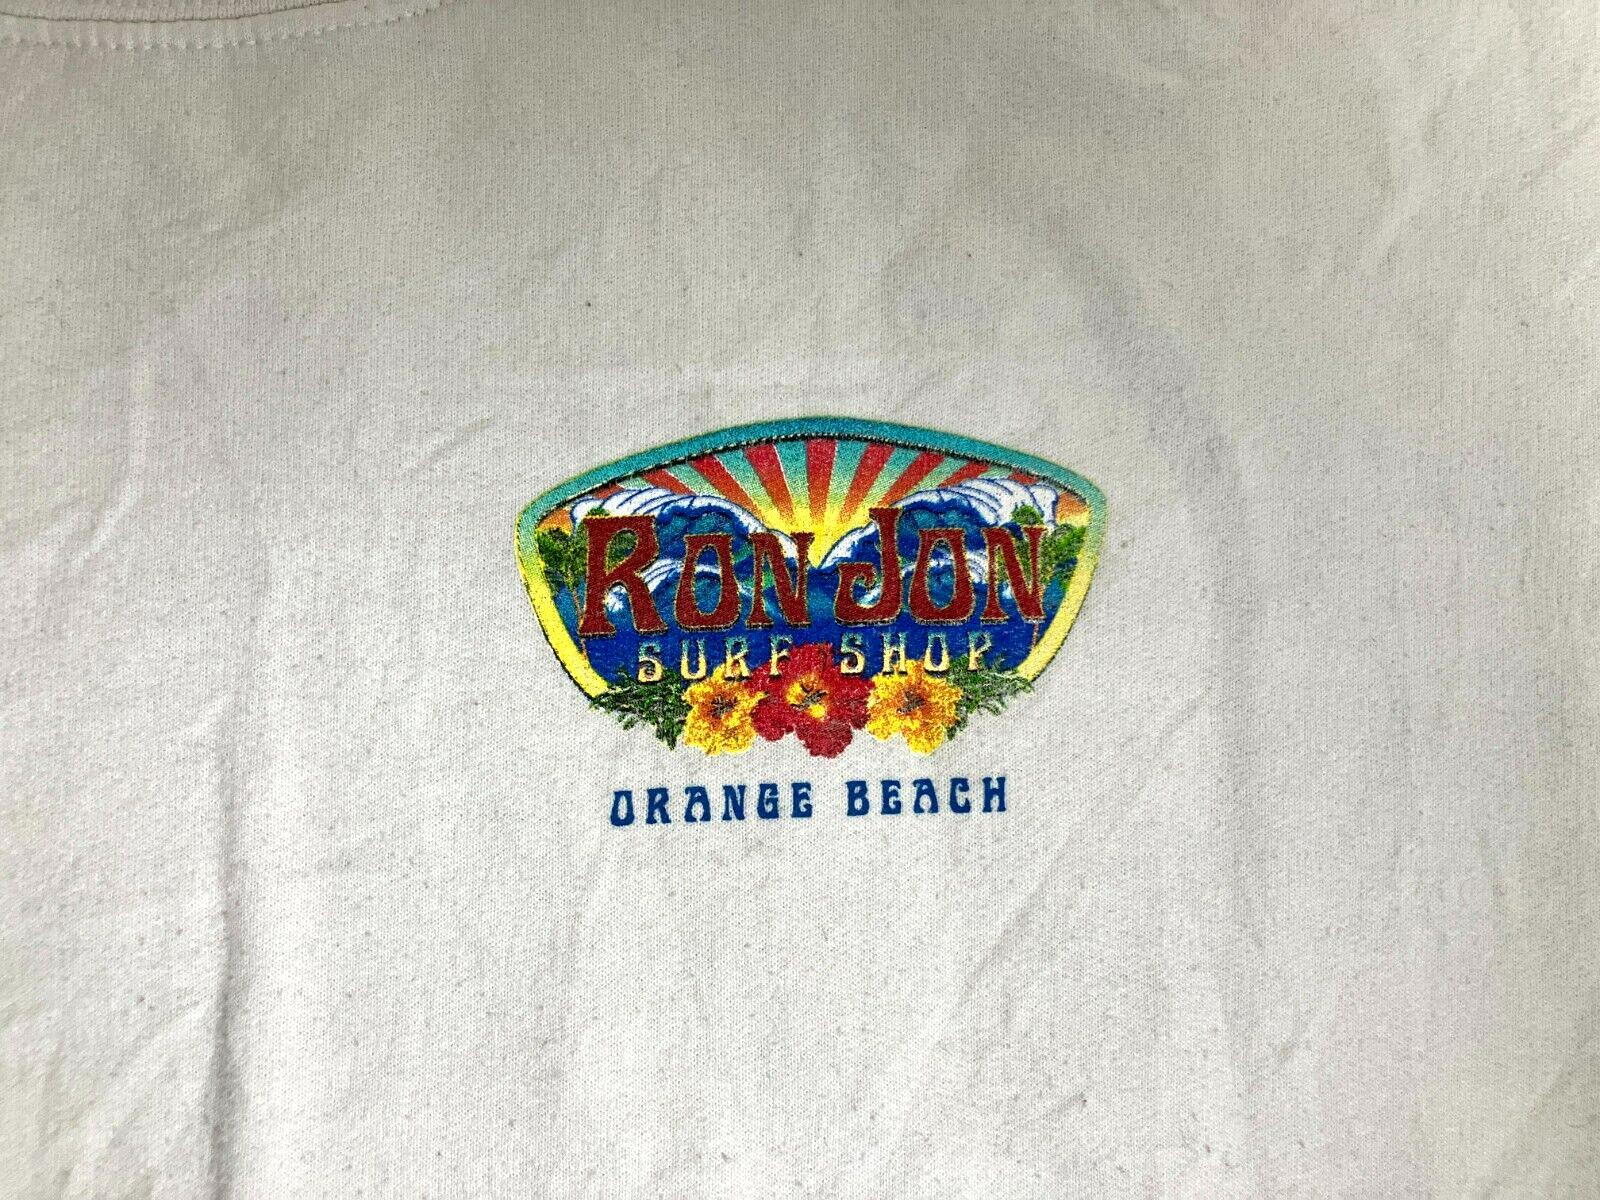 RON JON
SURF SHOP
ORANGE BEACH